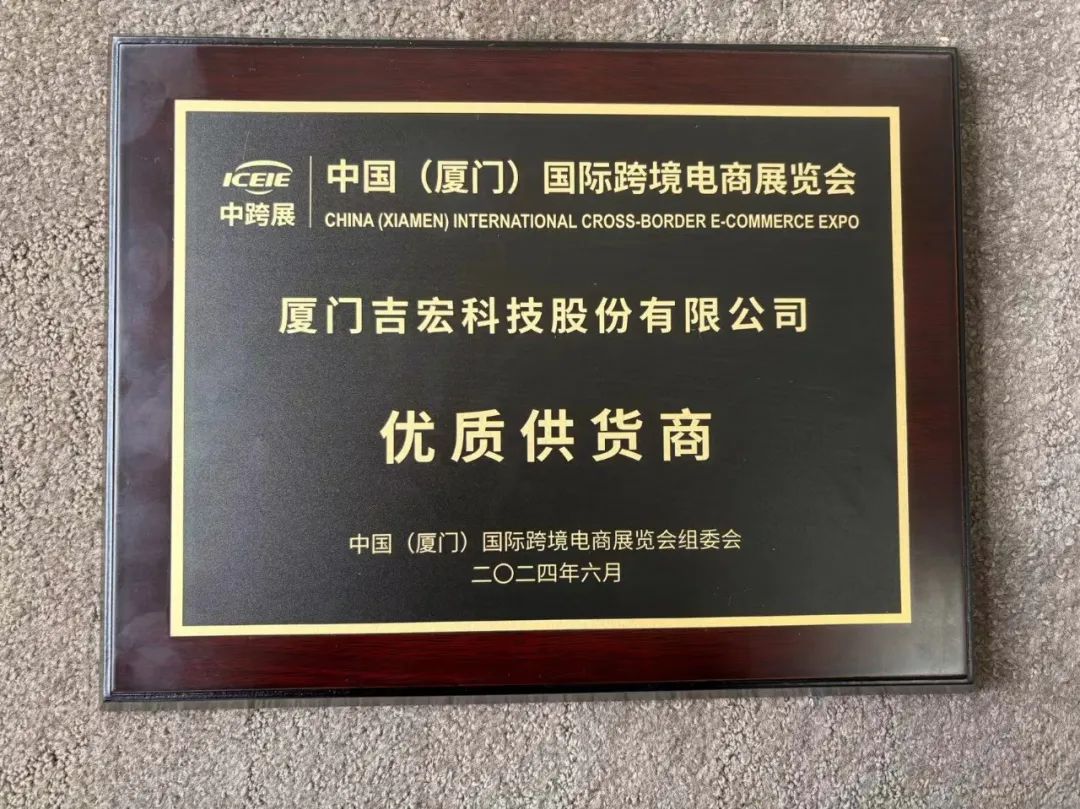 ICEIE
中跨展
中国（厦门）国际跨境电商展览会
CHINA (XIAMEN) INTERNATIONAL CROSS-BORDER E-COMMERCE EXPO
厦门吉宏科技股份有限公司
优质供货商
中国（厦门）国际跨境电商展览会组委会
二〇二四年六月